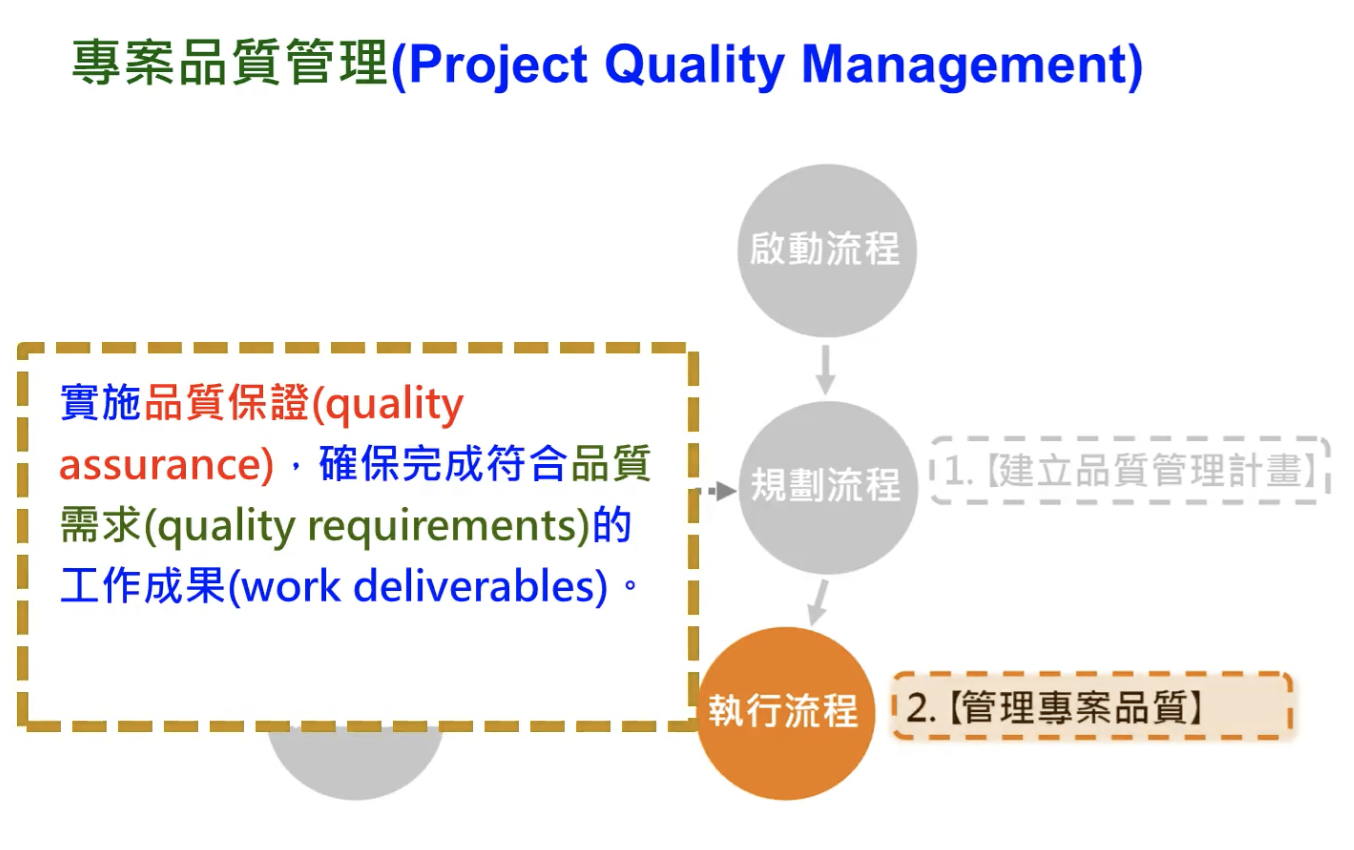 專案品質管理(Project Quality Management)
啟動流程
實施品質保證(quality
assurance)，確保完成符合品質
需求(quality requirements)的
工作成果(work deliverables)。
規劃流程
1.【建立品質管理計畫】
執行流程
2.【管理專案品質】